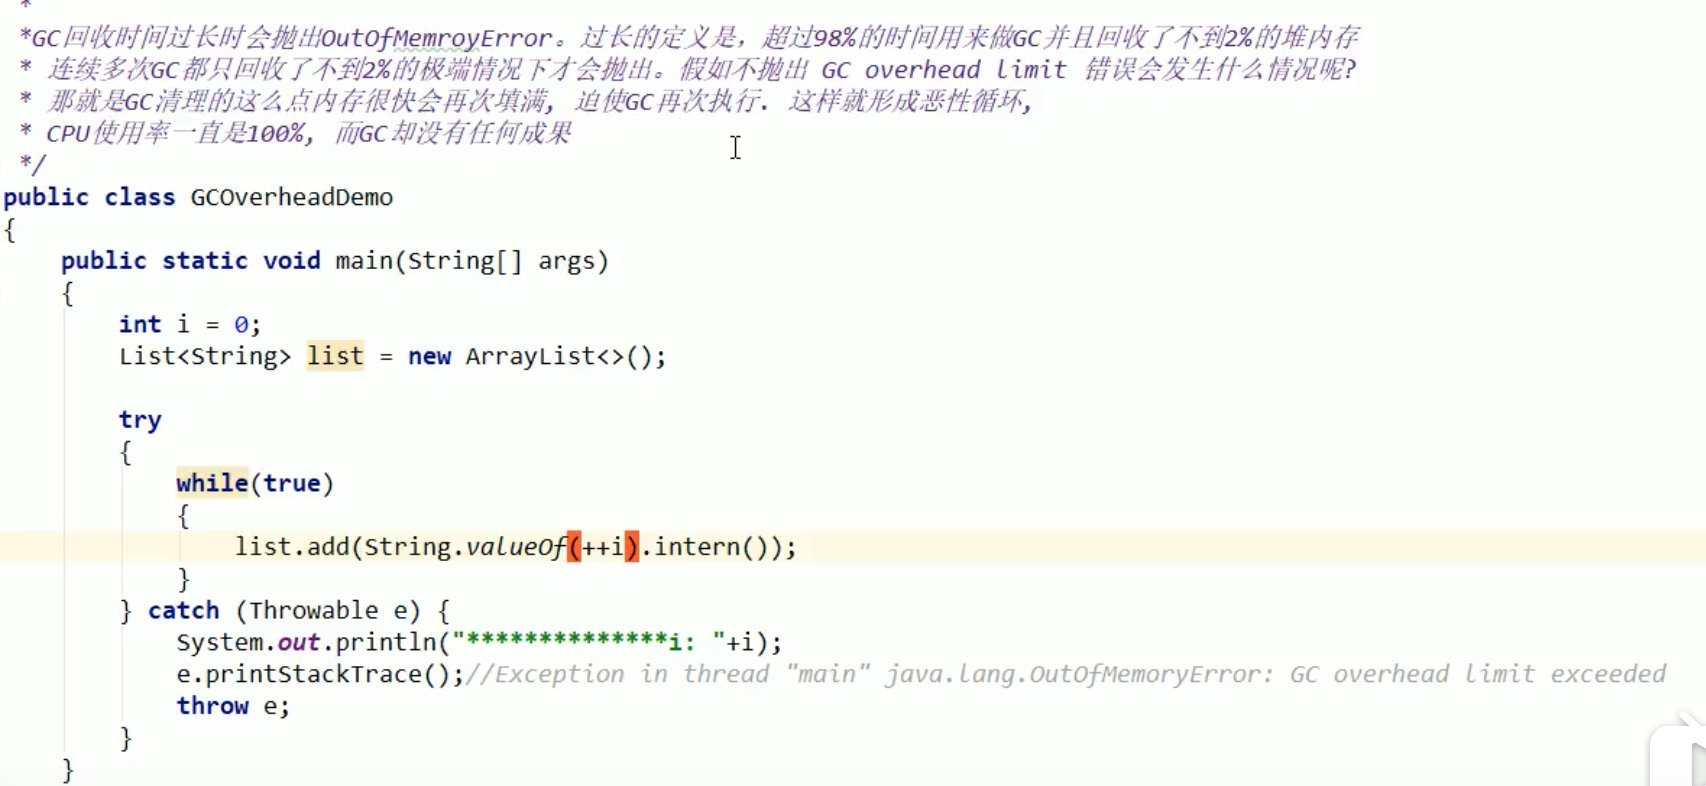 *
*GC回收时间过长时会抛出OutOfMemroyError。过长的定义是，超过98%的时间用来做GC并且回收了不到2%的堆内存
* 连续多次GC都只回收了不到2%的极端情况下才会抛出。假如不抛出 GC overhead limit 错误会发生什么情况呢?
* 那就是GC清理的这么点内存很快会再次填满, 迫使GC再次执行. 这样就形成恶性循环,
* CPU使用率一直是100%, 而GC却没有任何成果
*/
public class GCOverheadDemo
{
    public static void main(String[] args)
    {
        int i = 0;
        List<String> list = new ArrayList<>();
        try
        {
            while(true)
            {
                list.add(String.valueOf(++i).intern());
            }
        } catch (Throwable e) {
            System.out.println("**************i: "+i);
            e.printStackTrace();//Exception in thread "main" java.lang.OutOfMemoryError: GC overhead limit exceeded
            throw e;
        }
    }